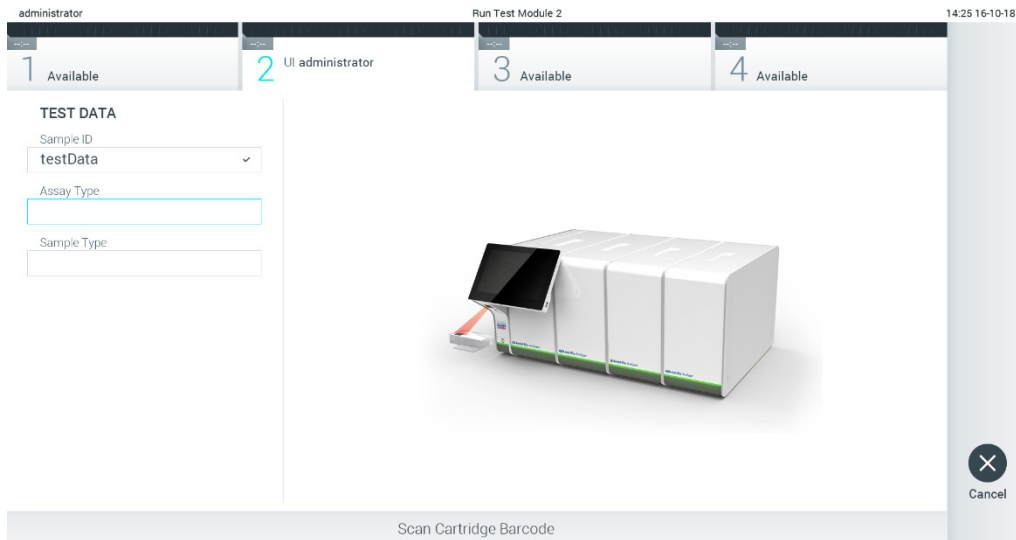 administrator
Run Test Module 2
14:25 16-10-18
--:--
1 Available
--:--
2 UI administrator
--:--
3 Available
--:--
4 Available
TEST DATA
Sample ID
testData
Assay Type
Sample Type
Cancel
Scan Cartridge Barcode